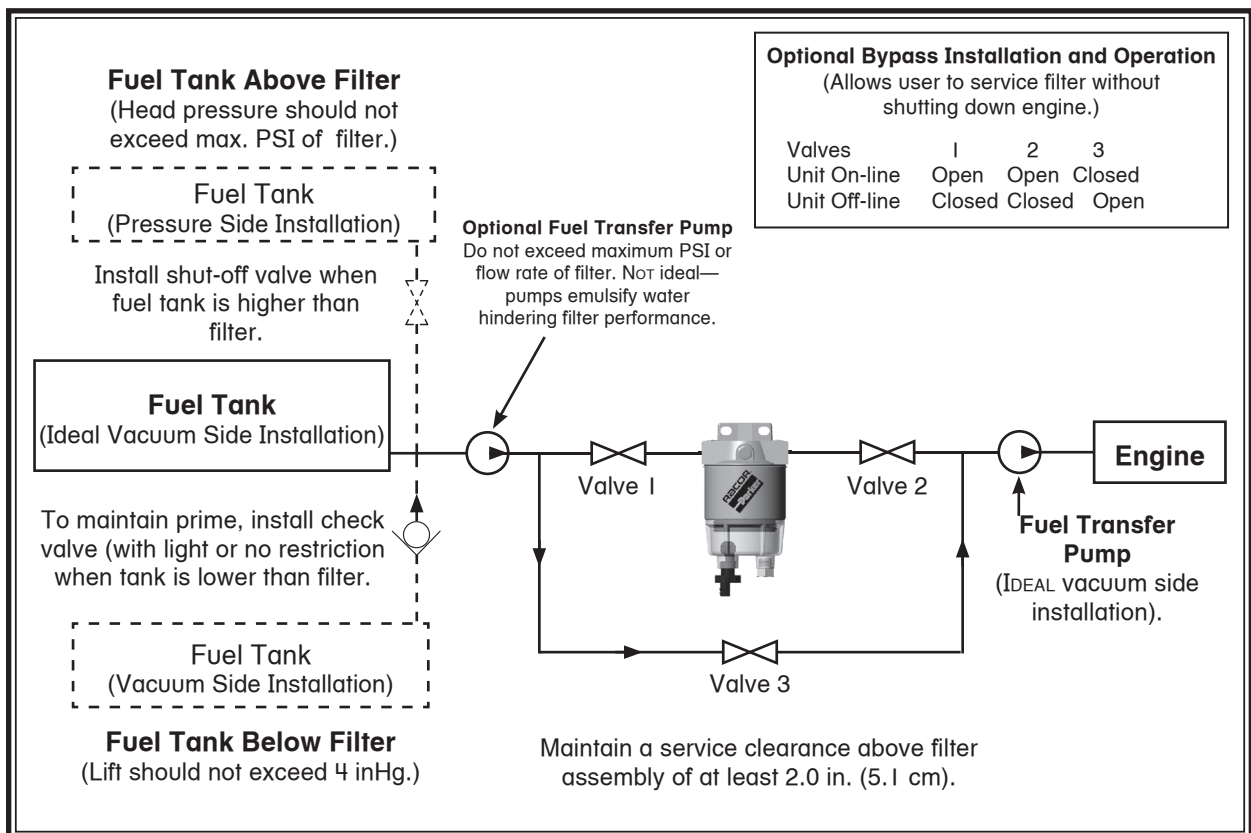 Fuel Tank Above Filter
(Head pressure should not
exceed max. PSI of filter.)
Fuel Tank
(Pressure Side Installation)
Install shut-off valve when
fuel tank is higher than
filter.
Fuel Tank
(Ideal Vacuum Side Installation)
To maintain prime, install check
valve (with light or no restriction
when tank is lower than filter.
Fuel Tank
(Vacuum Side Installation)
Fuel Tank Below Filter
(Lift should not exceed 4 inHg.)
Optional Fuel Transfer Pump
Do not exceed maximum PSI or
flow rate of filter. NOT ideal—
pumps emulsify water
hindering filter performance.
Optional Bypass Installation and Operation
(Allows user to service filter without
shutting down engine.)
Valves 1 2 3
Unit On-line Open Open Closed
Unit Off-line Closed Closed Open
Valve 1
RACOR
Parker
Valve 2
Valve 3
Engine
Fuel Transfer
Pump
(IDEAL vacuum side
installation).
Maintain a service clearance above filter
assembly of at least 2.0 in. (5.1 cm).